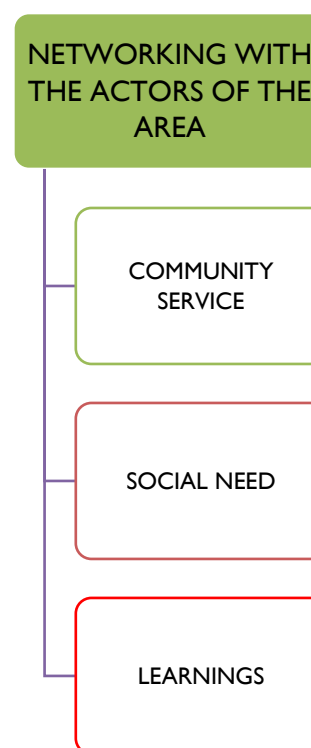 NETWORKING WITH
THE ACTORS OF THE
AREA
COMMUNITY
SERVICE
SOCIAL NEED
LEARNINGS